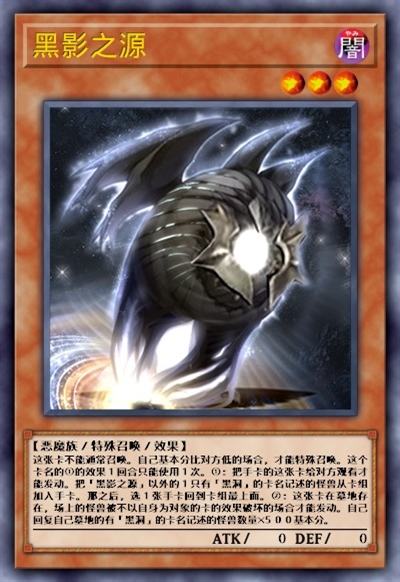 黑影之源
やみ
闇
【恶魔族／特殊召唤／效果】
这张卡不能通常召唤。自己基本分比对方低的场合，才能特殊召唤。这个
卡名的①的效果1回合只能使用1次。①：把手卡的这张卡给对方观看才
能发动。把「黑影之源」以外的1只有「黑洞」的卡名记述的怪兽从卡组
加入手卡。那之后，选1张手卡回到卡组最上面。②：这张卡在墓地存
在，场上的怪兽被不以自身为对象的卡的效果破坏的场合才能发动。自己
回复自己墓地的有「黑洞」的卡名记述的怪兽数量×500基本分。
ATK/ 0 DEF/ 0